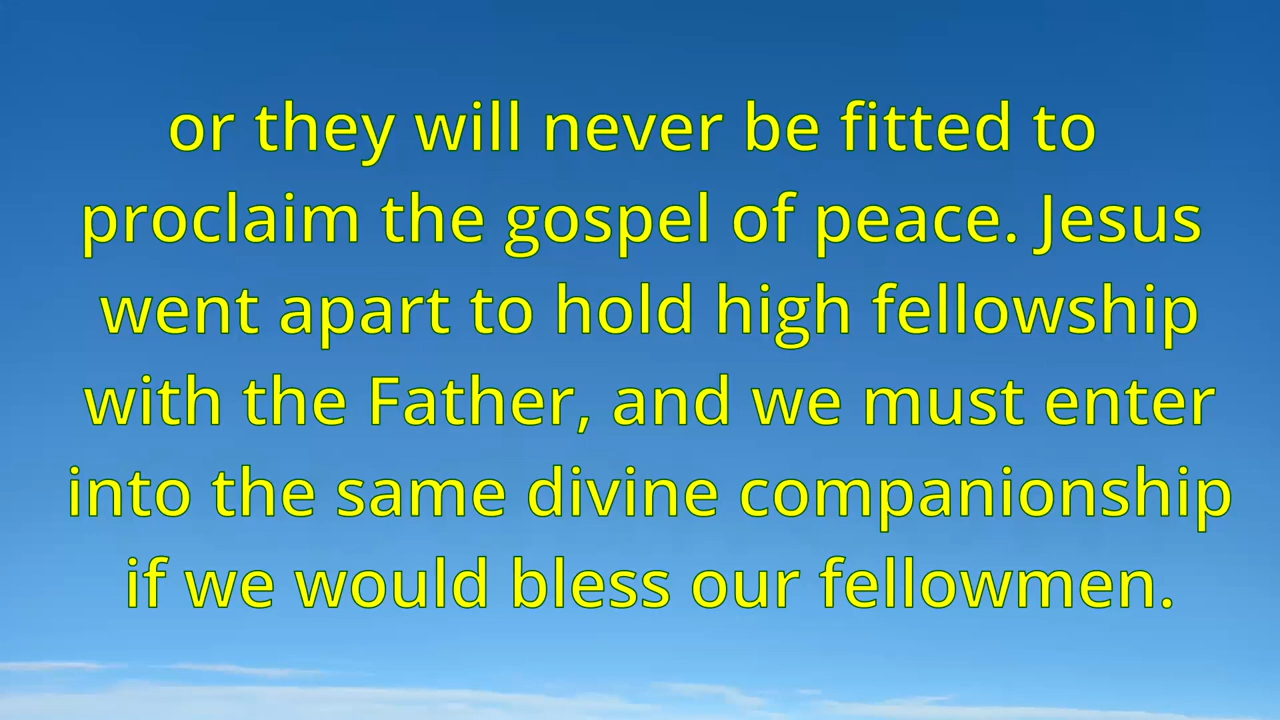 or they will never be fitted to
proclaim the gospel of peace. Jesus
went apart to hold high fellowship
with the Father, and we must enter
into the same divine companionship
if we would bless our fellowmen.